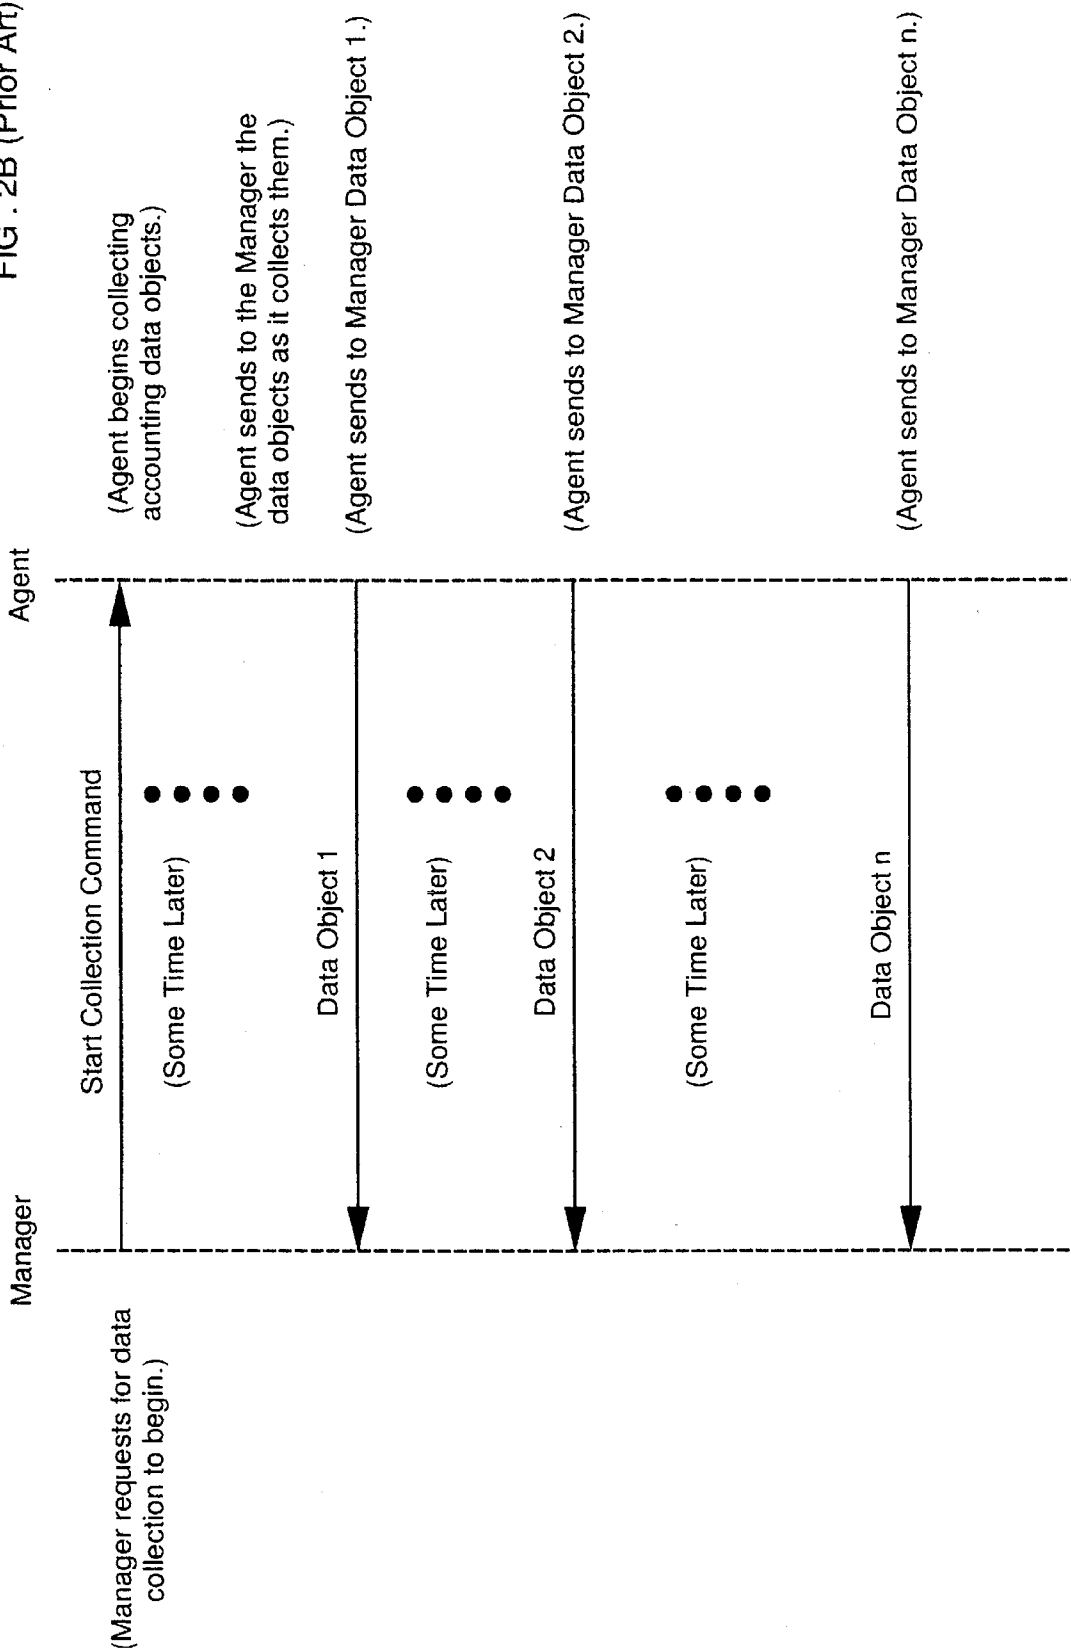 FIG . 2B (Prior Art)
Manager
Agent
(Manager requests for data
collection to begin.)
Start Collection Command
(Agent begins collecting
accounting data objects.)
(Some Time Later)
(Agent sends to the Manager the
data objects as it collects them.)
Data Object 1
(Agent sends to Manager Data Object 1.)
(Some Time Later)
Data Object 2
(Agent sends to Manager Data Object 2.)
(Some Time Later)
Data Object n
(Agent sends to Manager Data Object n.)